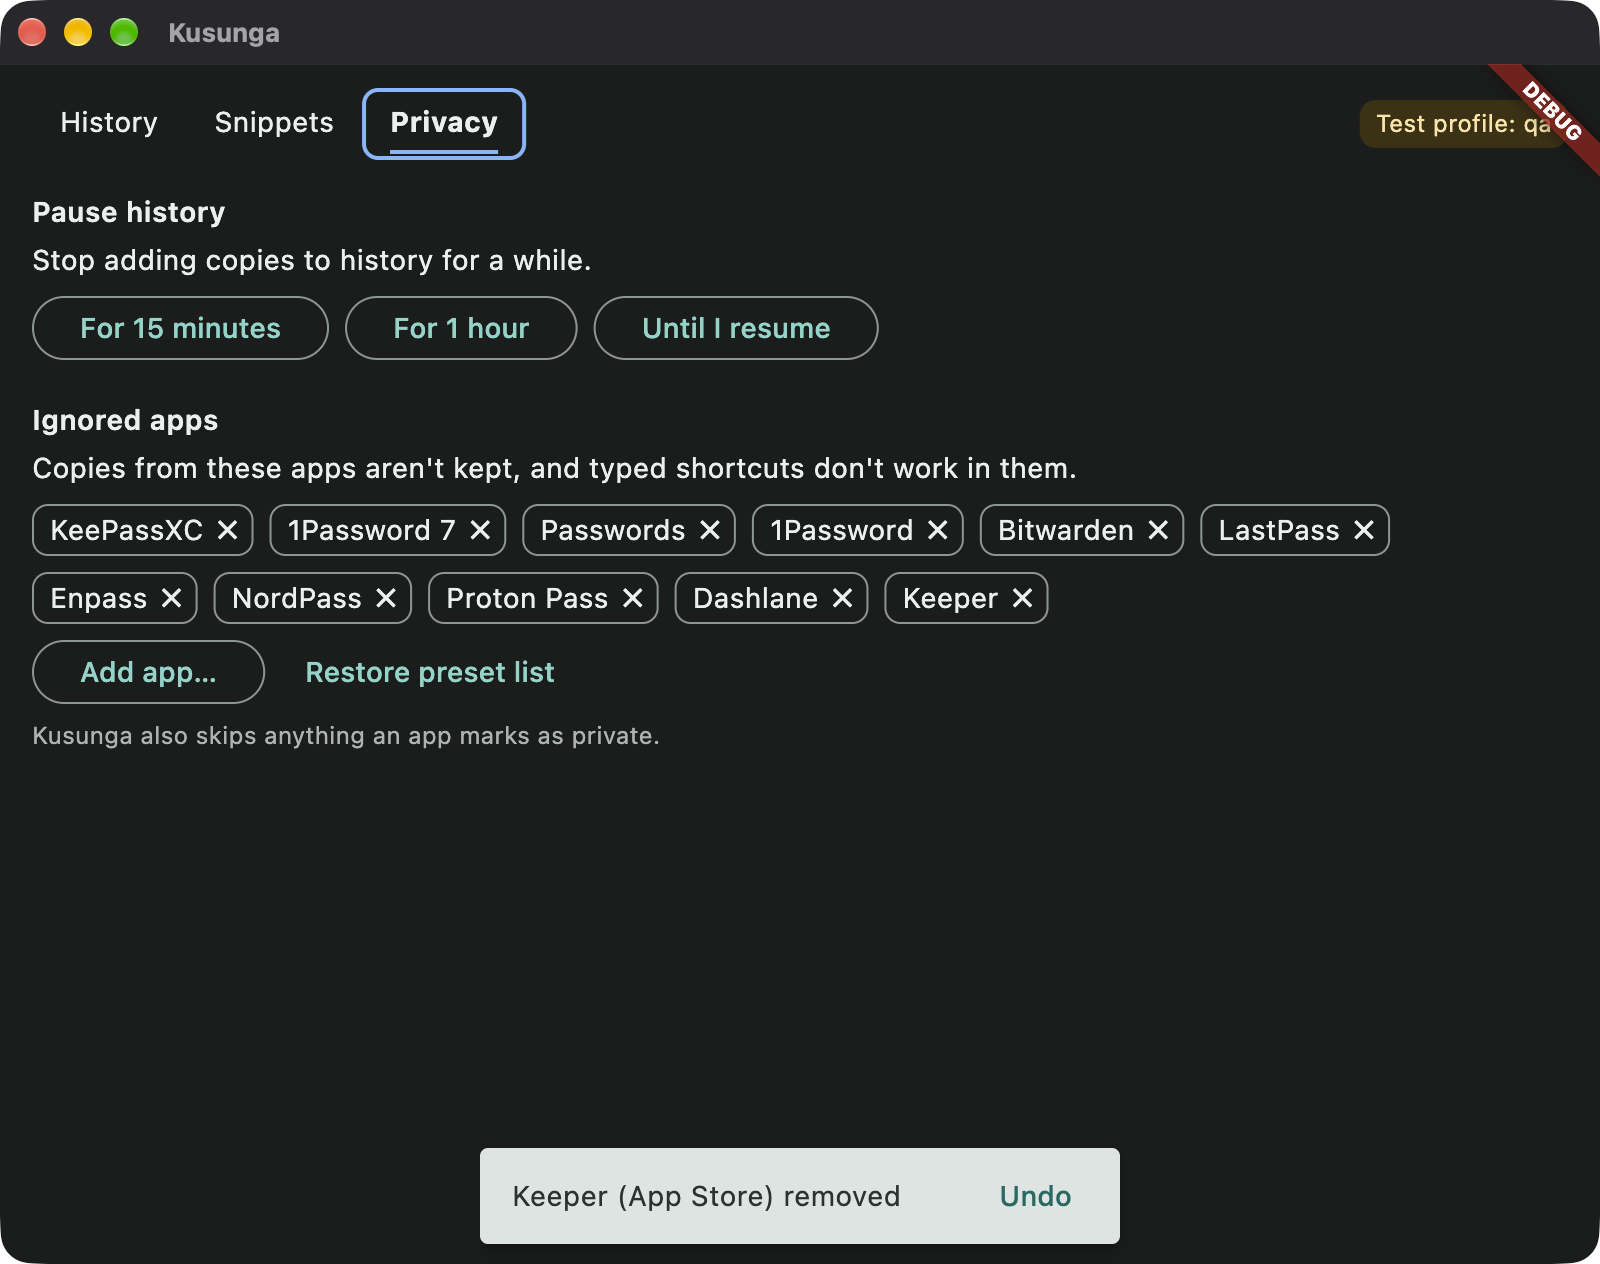 Kusunga
History Snippets Privacy
Test profile: qa
DEBUG
Pause history
Stop adding copies to history for a while.
For 15 minutes For 1 hour Until I resume
Ignored apps
Copies from these apps aren't kept, and typed shortcuts don't work in them.
KeePassXC ✕ 1Password 7 ✕ Passwords ✕ 1Password ✕ Bitwarden ✕ LastPass ✕
Enpass ✕ NordPass ✕ Proton Pass ✕ Dashlane ✕ Keeper ✕
Add app... Restore preset list
Kusunga also skips anything an app marks as private.
Keeper (App Store) removed Undo